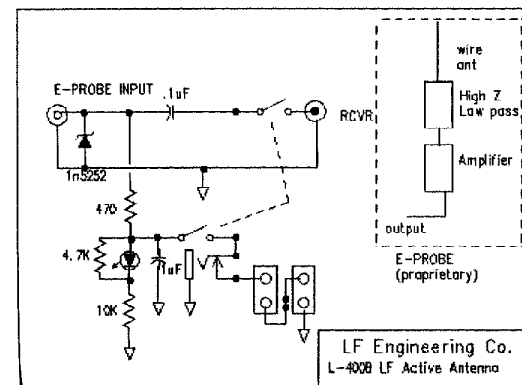 E-PROBE INPUT
.1uF
RCVR
1n5252
470
4.7K
.1uF
10K
wire
ant
High Z
Low pass
Amplifier
output
E-PROBE
(proprietary)
LF Engineering Co.
L-400B LF Active Antenna